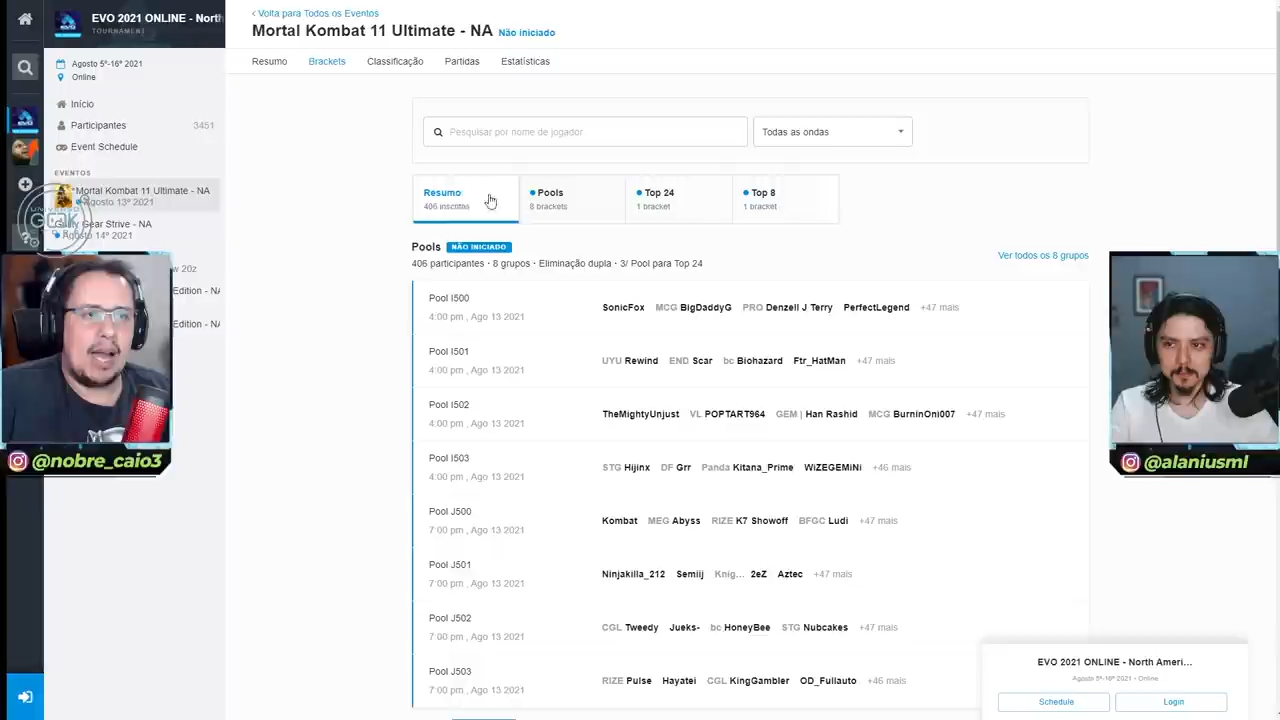 EVO 2021 ONLINE - North
TOURNAMENT
Agosto 5º-16º 2021
Online
Início
Participantes 3451
Event Schedule
EVENTOS
Mortal Kombat 11 Ultimate - NA
Agosto 13º 2021
Gear Strive - NA
Agosto 14º 2021
w 20z
Edition - NA
Edition - NA
@nobre_caio3
‹ Volta para Todos os Eventos
Mortal Kombat 11 Ultimate - NA Não iniciado
Resumo Brackets Classificação Partidas Estatísticas
Pesquisar por nome de jogador Todas as ondas
Resumo Pools Top 24 Top 8
406 inscritos 8 brackets 1 bracket 1 bracket
Pools NÃO INICIADO
406 participantes · 8 grupos · Eliminação dupla · 3/ Pool para Top 24 Ver todos os 8 grupos
Pool I500
4:00 pm , Ago 13 2021
SonicFox MCG BigDaddyG PRO Denzell J Terry PerfectLegend +47 mais
Pool I501
4:00 pm , Ago 13 2021
UYU Rewind END Scar bc Biohazard Ftr_HatMan +47 mais
Pool I502
4:00 pm , Ago 13 2021
TheMightyUnjust VL POPTART964 GEM | Han Rashid MCG BurninOni007 +47 mais
Pool I503
4:00 pm , Ago 13 2021
STG Hijinx DF Grr Panda Kitana_Prime WiZEGEMiNi +46 mais
Pool J500
7:00 pm , Ago 13 2021
Kombat MEG Abyss RIZE K7 Showoff BFGC Ludi +47 mais
Pool J501
7:00 pm , Ago 13 2021
Ninjakilla_212 Semiij Knig... 2eZ Aztec +47 mais
Pool J502
7:00 pm , Ago 13 2021
CGL Tweedy Jueks- bc HoneyBee STG Nubcakes +47 mais
Pool J503
7:00 pm , Ago 13 2021
RIZE Pulse Hayatei CGL KingGambler OD_Fullauto +46 mais
@alaniusml
EVO 2021 ONLINE - North Ameri...
Agosto 5º-16º 2021 • Online
Schedule Login